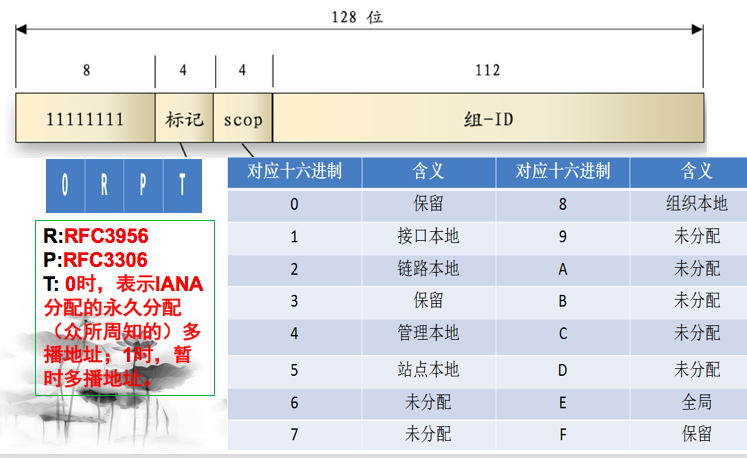 128 位
8 4 4 112
11111111 标记 scop 组-ID
0 R P T
R:RFC3956
P:RFC3306
T: 0时，表示IANA
分配的永久分配
（众所周知的）多
播地址；1时，暂
时多播地址。
对应十六进制 含义 对应十六进制 含义
0 保留 8 组织本地
1 接口本地 9 未分配
2 链路本地 A 未分配
3 保留 B 未分配
4 管理本地 C 未分配
5 站点本地 D 未分配
6 未分配 E 全局
7 未分配 F 保留